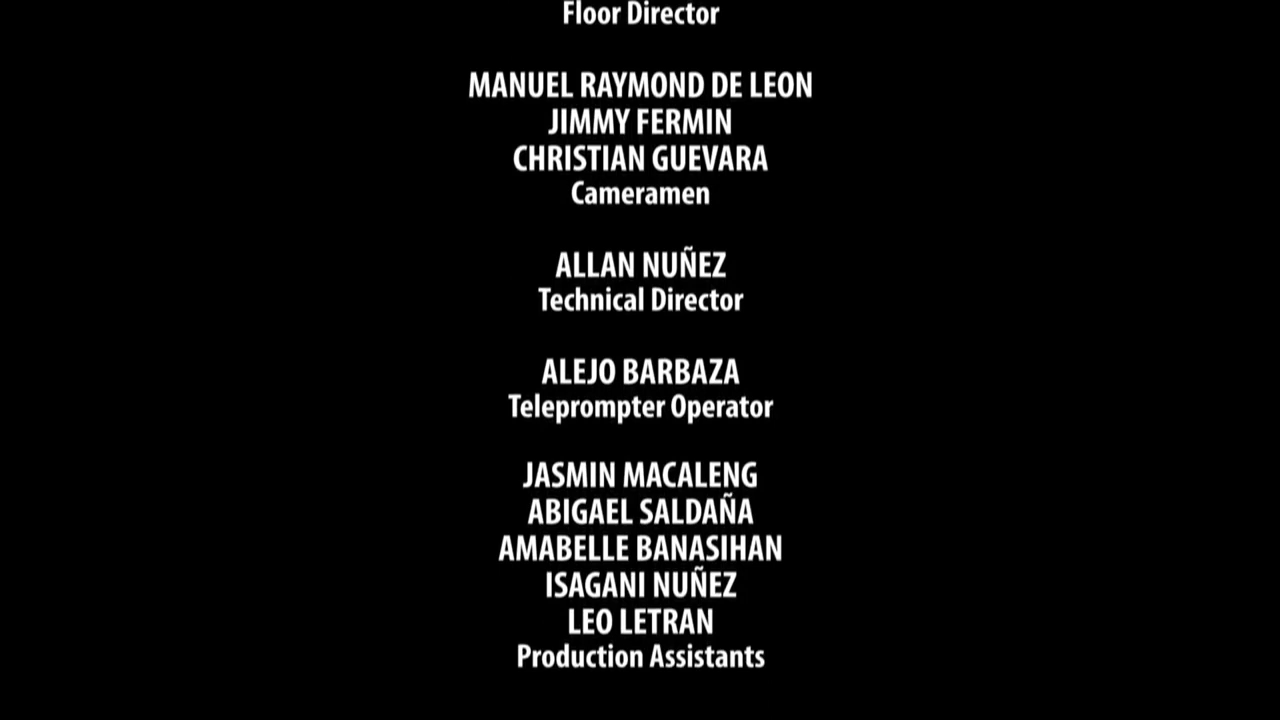 Floor Director
MANUEL RAYMOND DE LEON
JIMMY FERMIN
CHRISTIAN GUEVARA
Cameramen
ALLAN NUÑEZ
Technical Director
ALEJO BARBAZA
Teleprompter Operator
JASMIN MACALENG
ABIGAEL SALDAÑA
AMABELLE BANASIHAN
ISAGANI NUÑEZ
LEO LETRAN
Production Assistants